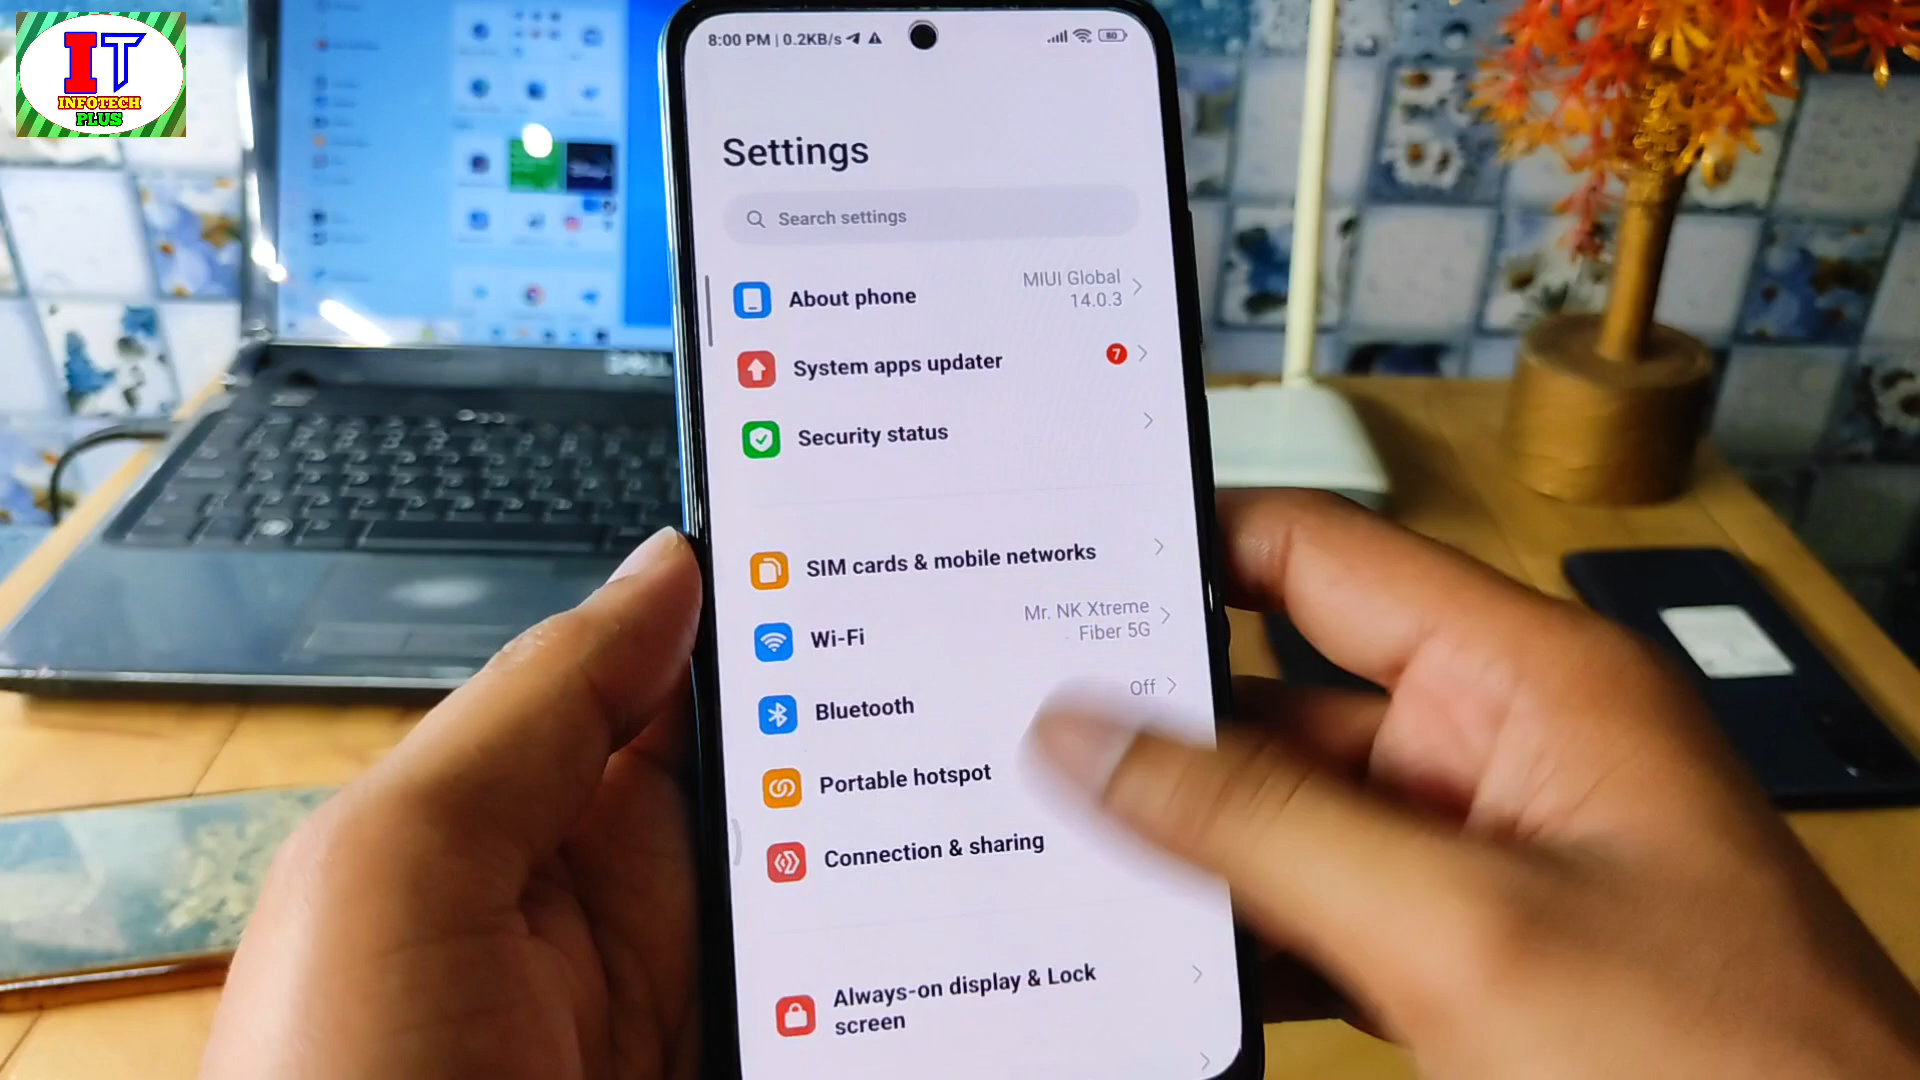 IT
INFOTECH
PLUS
8:00 PM | 0.2KB/s
80
Settings
Search settings
About phone
MIUI Global
14.0.3
System apps updater
7
Security status
SIM cards & mobile networks
Wi-Fi
Mr. NK Xtreme
Fiber 5G
Bluetooth
Off
Portable hotspot
Connection & sharing
Always-on display & Lock
screen